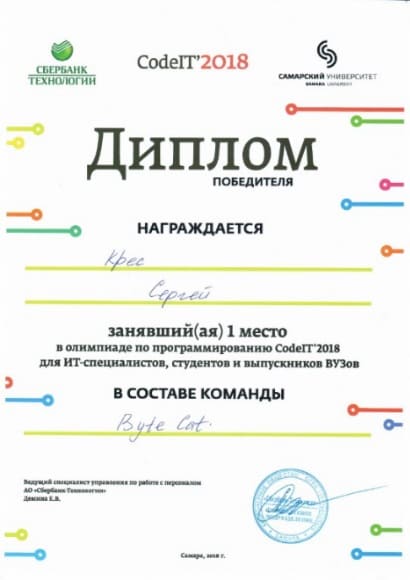 СБЕРБАНК
ТЕХНОЛОГИИ
CodeIT'2018
САМАРСКИЙ УНИВЕРСИТЕТ
SAMARA UNIVERSITY
Диплом
ПОБЕДИТЕЛЯ
НАГРАЖДАЕТСЯ
Крес
Сергей
занявший(ая) 1 место
в олимпиаде по программированию CodeIT'2018
для ИТ-специалистов, студентов и выпускников ВУЗов
В СОСТАВЕ КОМАНДЫ
Byte Cat.
Ведущий специалист управления по работе с персоналом
АО «Сбербанк-Технологии»
Демина Е.В.
Самара, 2018 г.